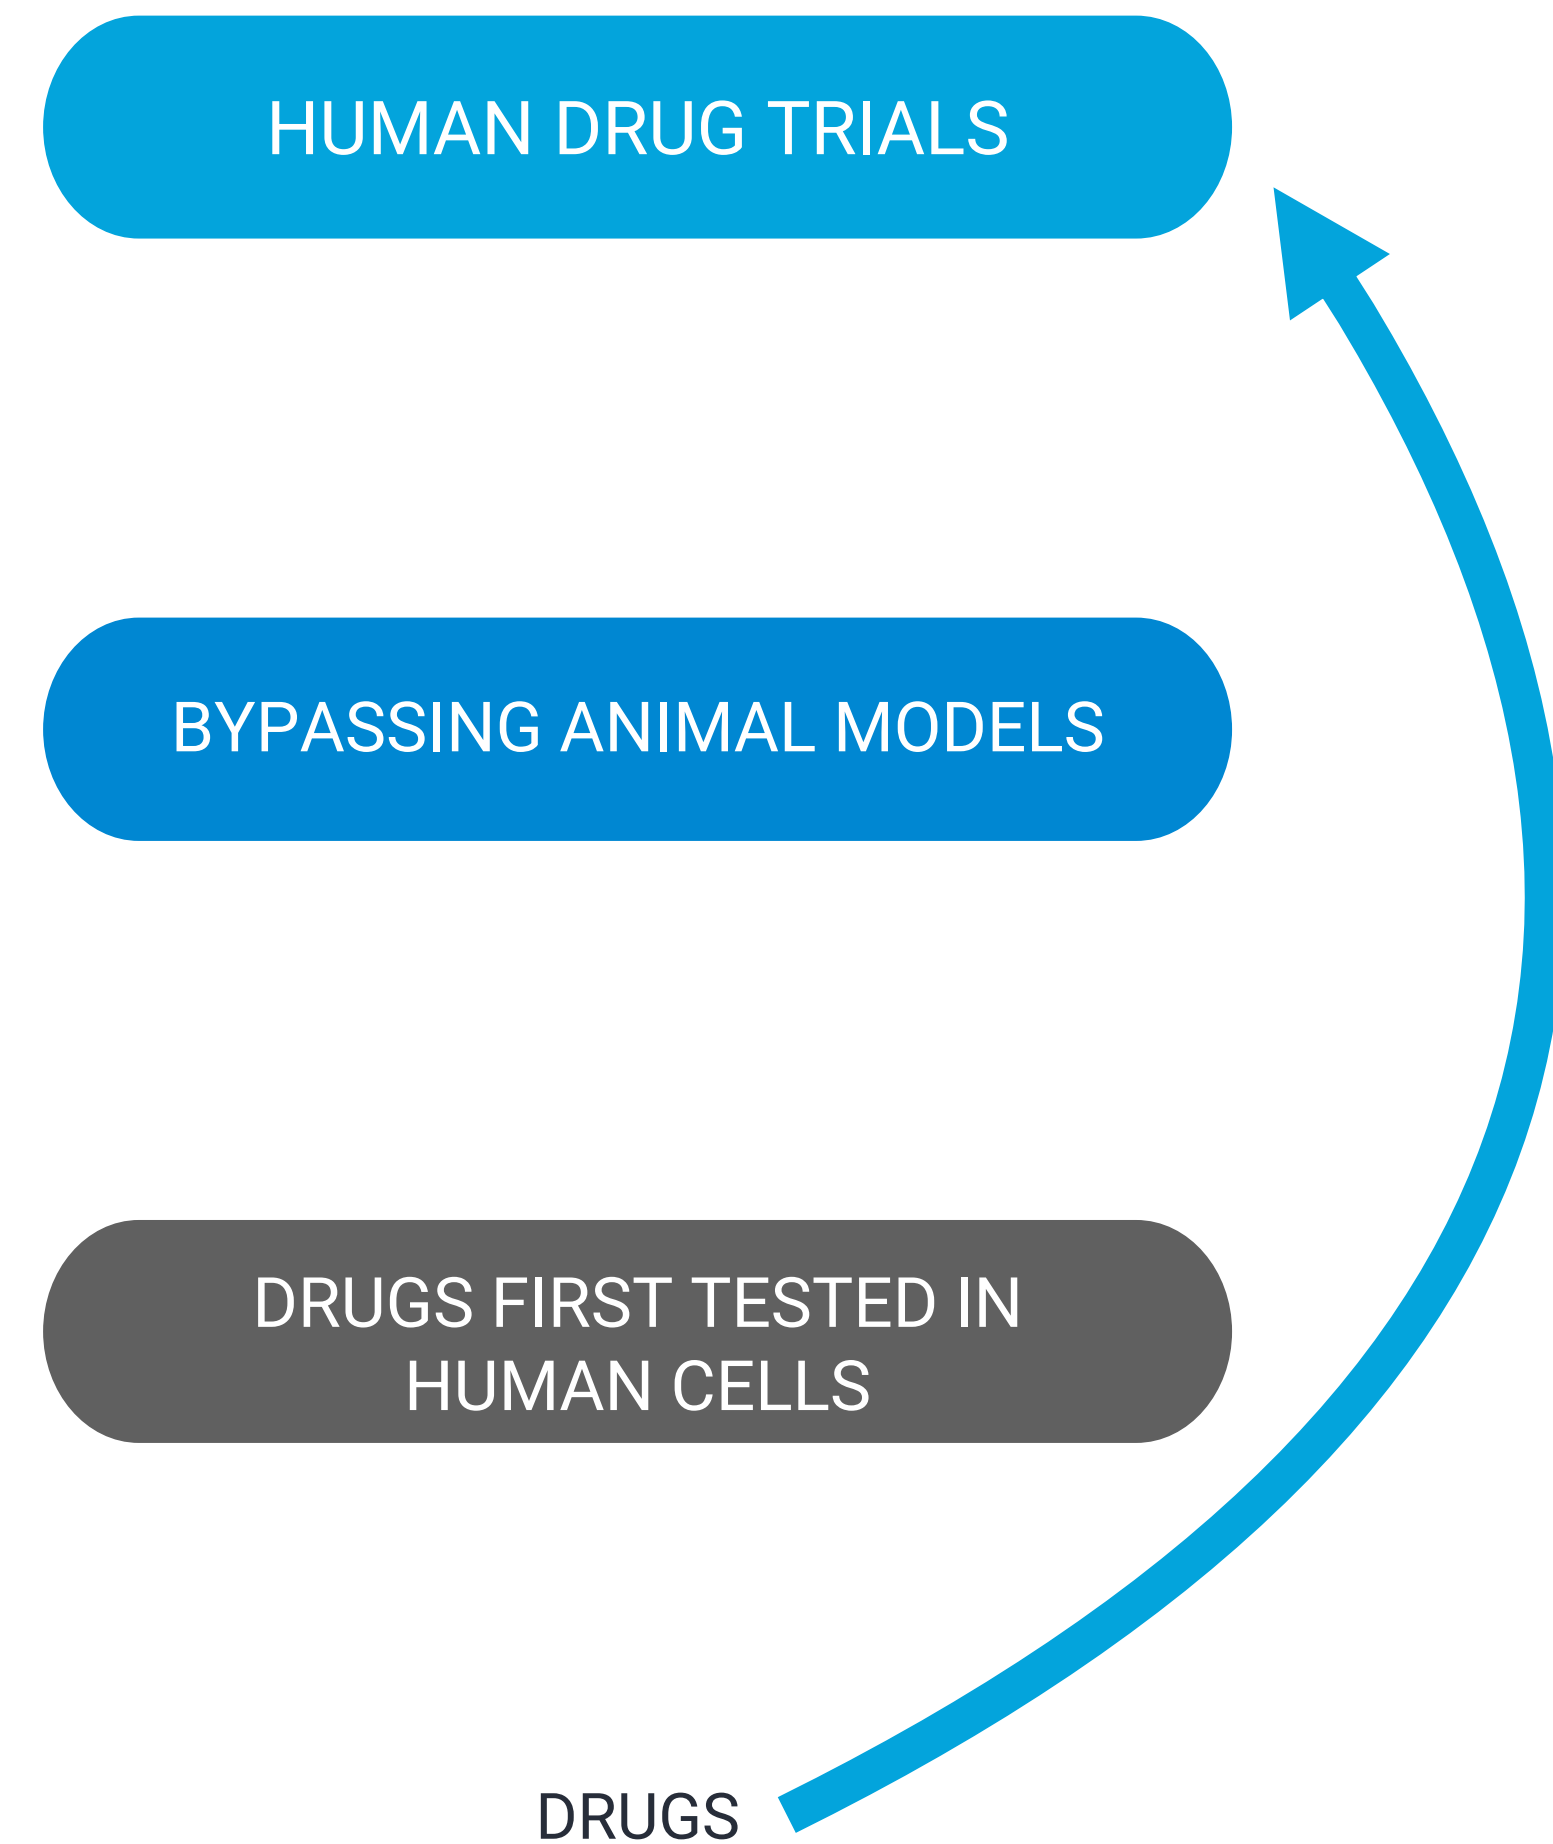 HUMAN DRUG TRIALS
BYPASSING ANIMAL MODELS
DRUGS FIRST TESTED IN
HUMAN CELLS
DRUGS